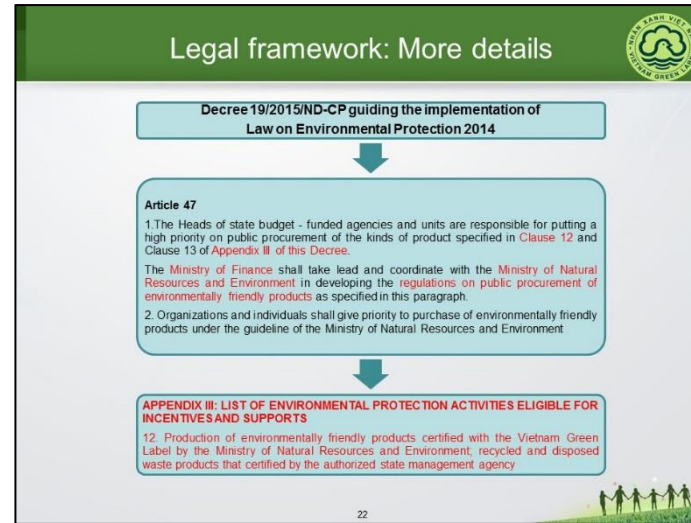 Legal framework: More details
NHÃN XANH VIỆT NAM
VIETNAM GREEN LABEL
Decree 19/2015/ND-CP guiding the implementation of
Law on Environmental Protection 2014
Article 47
1.The Heads of state budget - funded agencies and units are responsible for putting a
high priority on public procurement of the kinds of product specified in Clause 12 and
Clause 13 of Appendix III of this Decree.
The Ministry of Finance shall take lead and coordinate with the Ministry of Natural
Resources and Environment in developing the regulations on public procurement of
environmentally friendly products as specified in this paragraph.
2. Organizations and individuals shall give priority to purchase of environmentally friendly
products under the guideline of the Ministry of Natural Resources and Environment
APPENDIX III: LIST OF ENVIRONMENTAL PROTECTION ACTIVITIES ELIGIBLE FOR
INCENTIVES AND SUPPORTS
12. Production of environmentally friendly products certified with the Vietnam Green
Label by the Ministry of Natural Resources and Environment; recycled and disposed
waste products that certified by the authorized state management agency
22